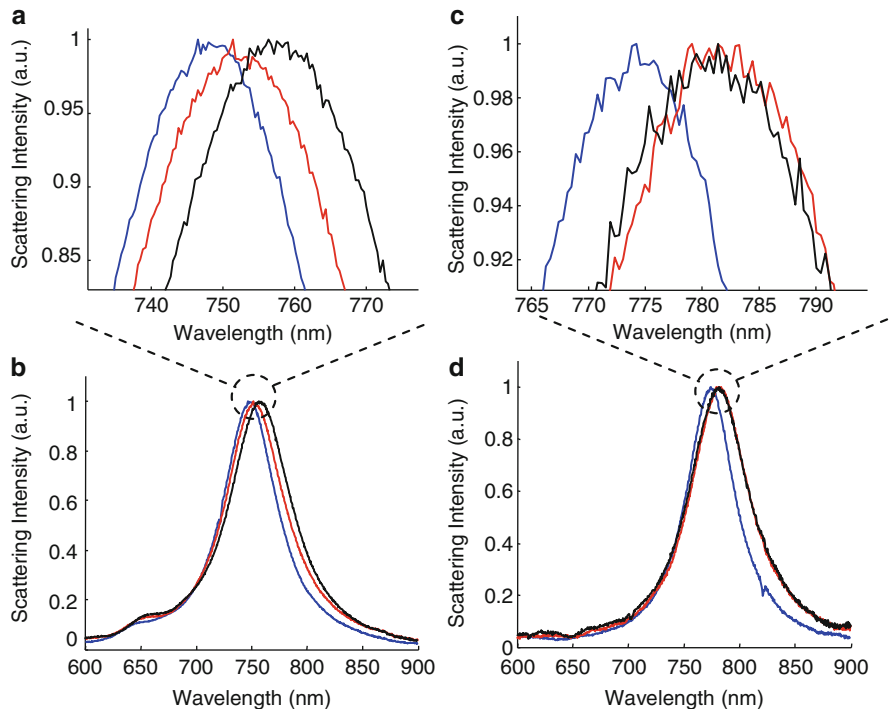 a
Scattering Intensity (a.u.)
1
0.95
0.9
0.85
740 750 760 770
Wavelength (nm)
c
Scattering Intensity (a.u.)
1
0.98
0.96
0.94
0.92
765 770 775 780 785 790
Wavelength (nm)
b
Scattering Intensity (a.u.)
1
0.8
0.6
0.4
0.2
0
600 650 700 750 800 850 900
Wavelength (nm)
d
Scattering Intensity (a.u.)
1
0.8
0.6
0.4
0.2
0
600 650 700 750 800 850 900
Wavelength (nm)